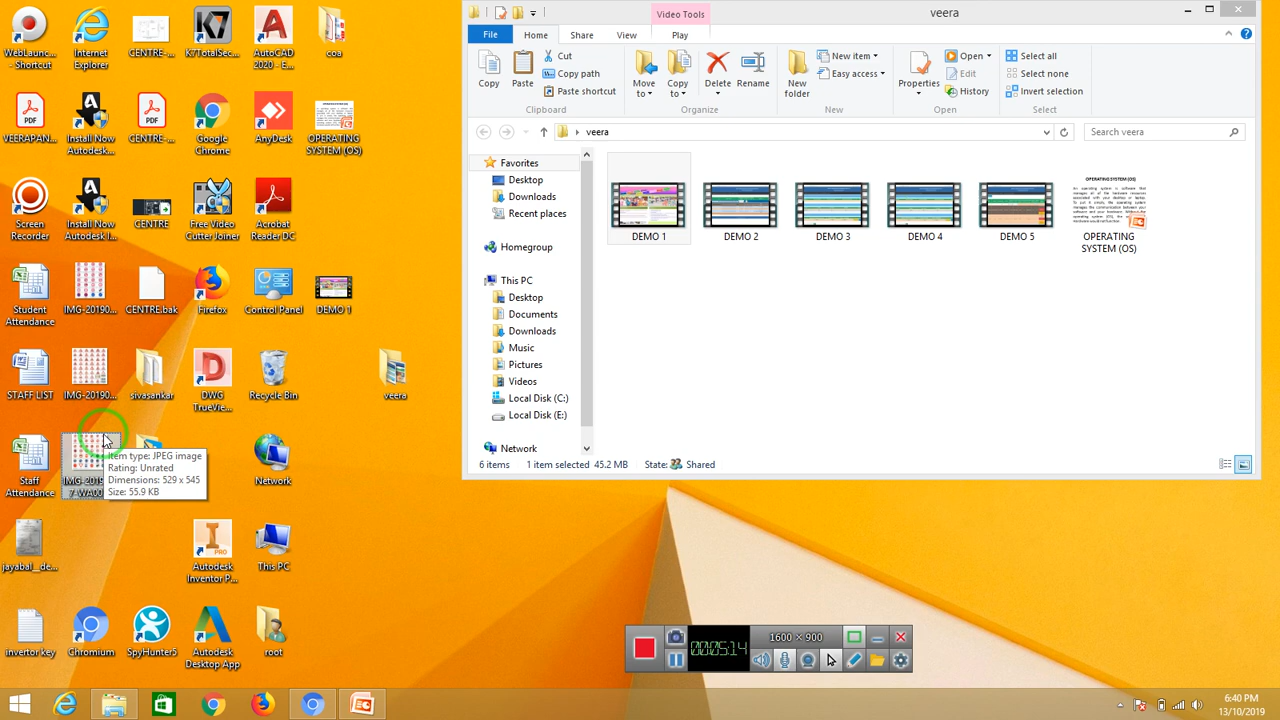 WebLaunc...
- Shortcut
Internet
Explorer
CENTRE-...
K7TotalSec...
AutoCAD
2020 - E...
coa
VEERAPAN...
Install Now
Autodesk...
CENTRE-...
Google
Chrome
AnyDesk
OPERATING
SYSTEM (OS)
Screen
Recorder
Install Now
Autodesk I...
CENTRE
Free Video
Cutter Joiner
Acrobat
Reader DC
Student
Attendance
IMG-20190...
CENTRE.bak
Firefox
Control Panel
DEMO 1
STAFF LIST
IMG-20190...
sivasankar
DWG
TrueVie...
Recycle Bin
veera
Staff
Attendance
Item type: JPEG image
Rating: Unrated
Dimensions: 529 x 545
Size: 55.9 KB
Network
jayabal_de...
Autodesk
Inventor P...
This PC
invertor key
Chromium
SpyHunter5
Autodesk
Desktop App
root
Video Tools
veera
File
Home
Share
View
Play
Copy
Paste
Cut
Copy path
Paste shortcut
Clipboard
Move
to
Copy
to
Delete
Rename
Organize
New
folder
New item
Easy access
New
Properties
Open
Edit
History
Open
Select all
Select none
Invert selection
Select
veera
Search veera
Favorites
Desktop
Downloads
Recent places
Homegroup
This PC
Desktop
Documents
Downloads
Music
Pictures
Videos
Local Disk (C:)
Local Disk (E:)
Network
DEMO 1
DEMO 2
DEMO 3
DEMO 4
DEMO 5
OPERATING SYSTEM (OS)
OPERATING
SYSTEM (OS)
6 items 1 item selected 45.2 MB State: Shared
1600 × 900
000:05:14
6:40 PM
13/10/2019